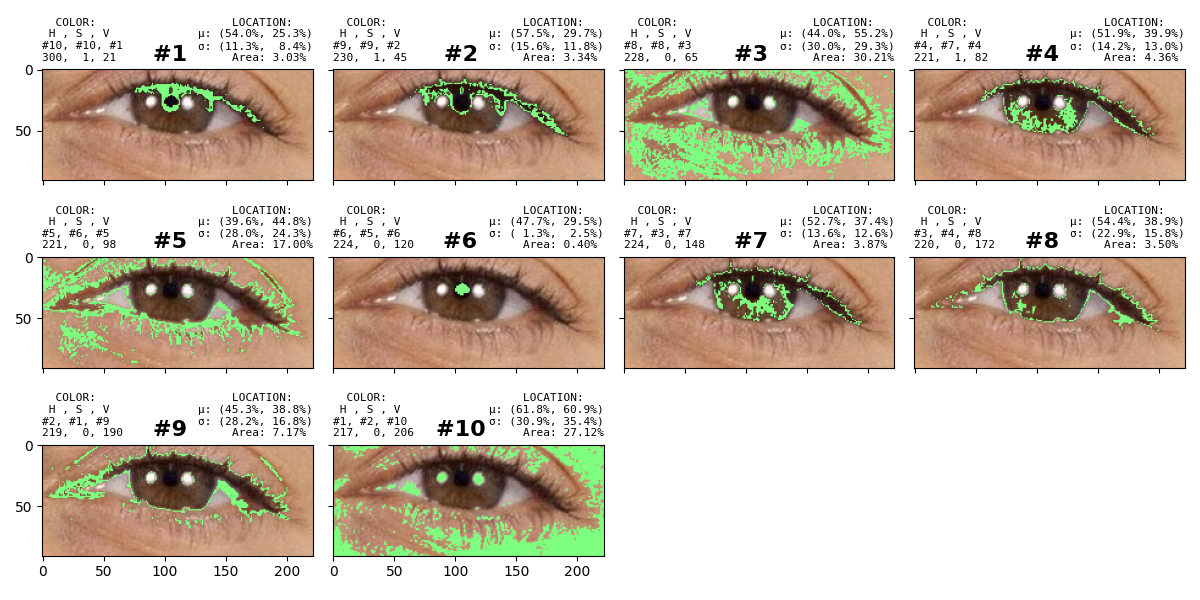 COLOR: LOCATION: COLOR: LOCATION: COLOR: LOCATION: COLOR: LOCATION:
H , S , V μ: (54.0%, 25.3%) H , S , V μ: (57.5%, 29.7%) H , S , V μ: (44.0%, 55.2%) H , S , V μ: (51.9%, 39.9%)
#10, #10, #1 σ: (11.3%, 8.4%) #9, #9, #2 σ: (15.6%, 11.8%) #8, #8, #3 σ: (30.0%, 29.3%) #4, #7, #4 σ: (14.2%, 13.0%)
300, 1, 21 #1 Area: 3.03% 230, 1, 45 #2 Area: 3.34% 228, 0, 65 #3 Area: 30.21% 221, 1, 82 #4 Area: 4.36%
0
50
COLOR: LOCATION: COLOR: LOCATION: COLOR: LOCATION: COLOR: LOCATION:
H , S , V μ: (39.6%, 44.8%) H , S , V μ: (47.7%, 29.5%) H , S , V μ: (52.7%, 37.4%) H , S , V μ: (54.4%, 38.9%)
#5, #6, #5 σ: (28.0%, 24.3%) #6, #5, #6 σ: ( 1.3%, 2.5%) #7, #3, #7 σ: (13.6%, 12.6%) #3, #4, #8 σ: (22.9%, 15.8%)
221, 0, 98 #5 Area: 17.00% 224, 0, 120 #6 Area: 0.40% 224, 0, 148 #7 Area: 3.87% 220, 0, 172 #8 Area: 3.50%
0
50
COLOR: LOCATION: COLOR: LOCATION:
H , S , V μ: (45.3%, 38.8%) H , S , V μ: (61.8%, 60.9%)
#2, #1, #9 σ: (28.2%, 16.8%) #1, #2, #10 σ: (30.9%, 35.4%)
219, 0, 190 #9 Area: 7.17% 217, 0, 206 #10 Area: 27.12%
0
50
0 50 100 150 200 0 50 100 150 200